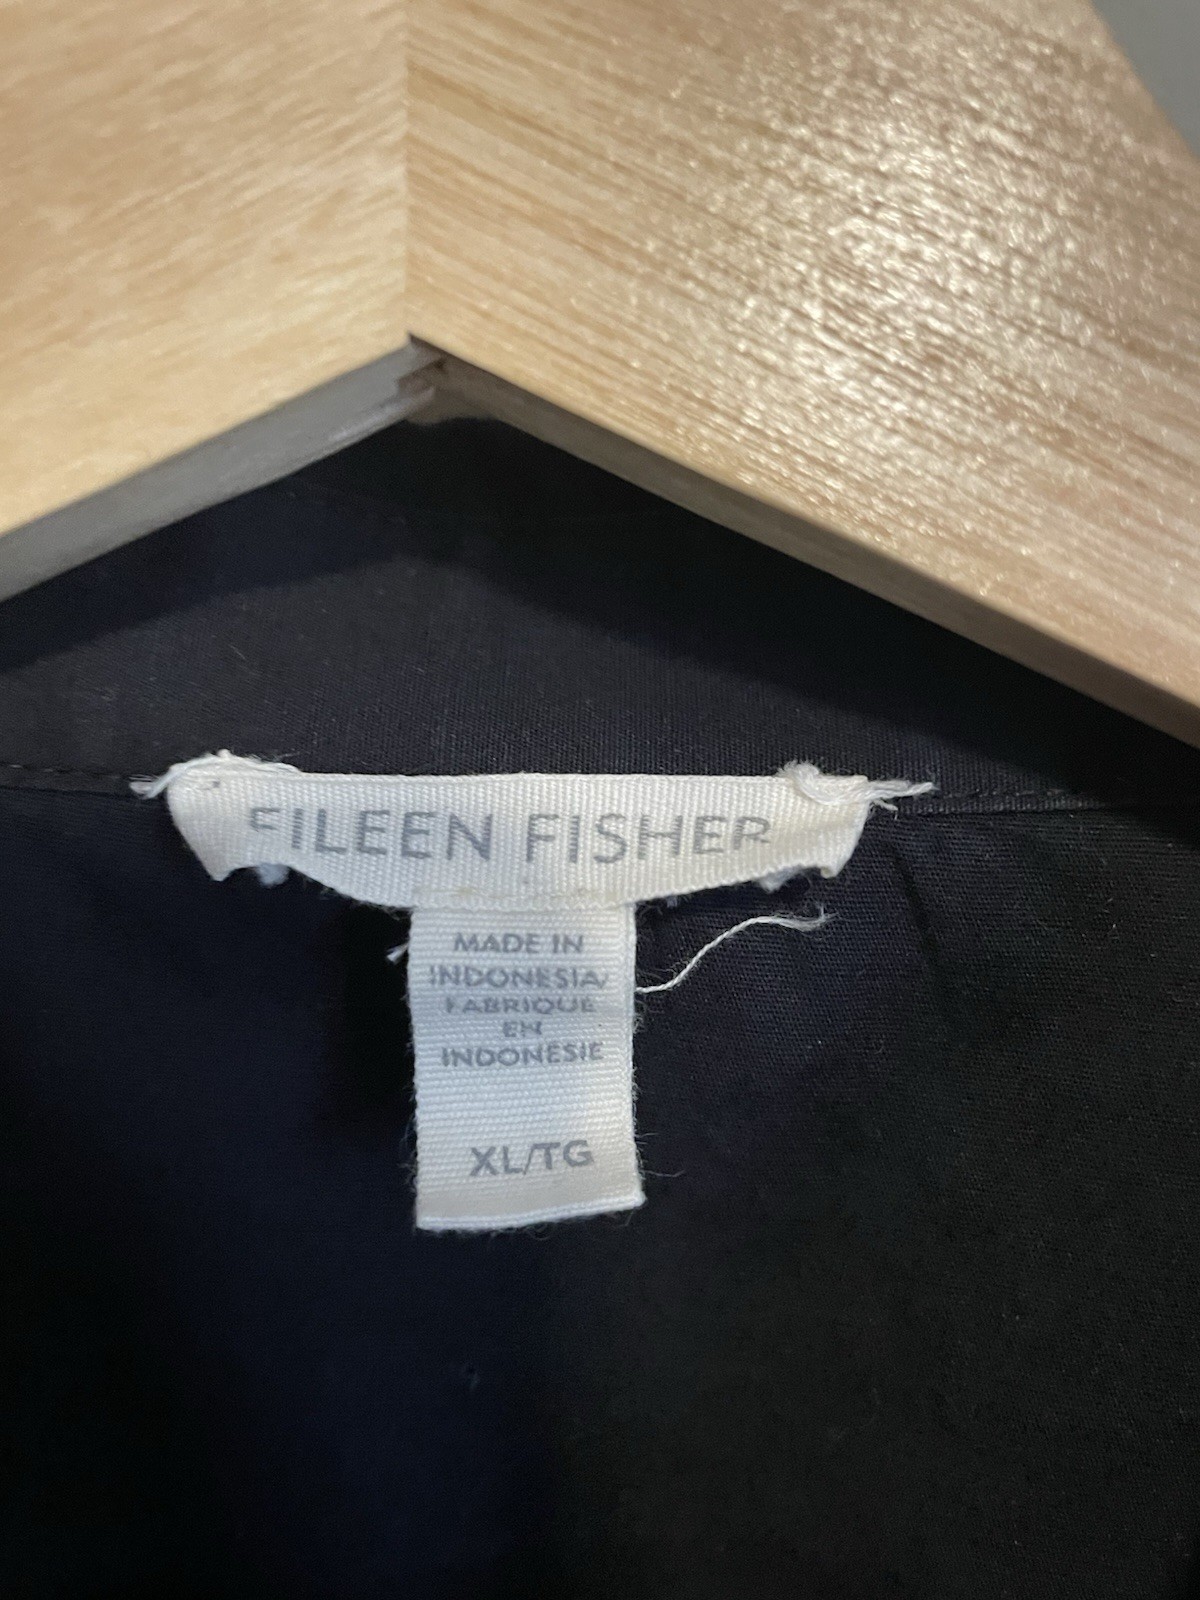 EILEEN FISHER
MADE IN
INDONESIA/
FABRIQUE
EN
INDONESIE
XL/TG